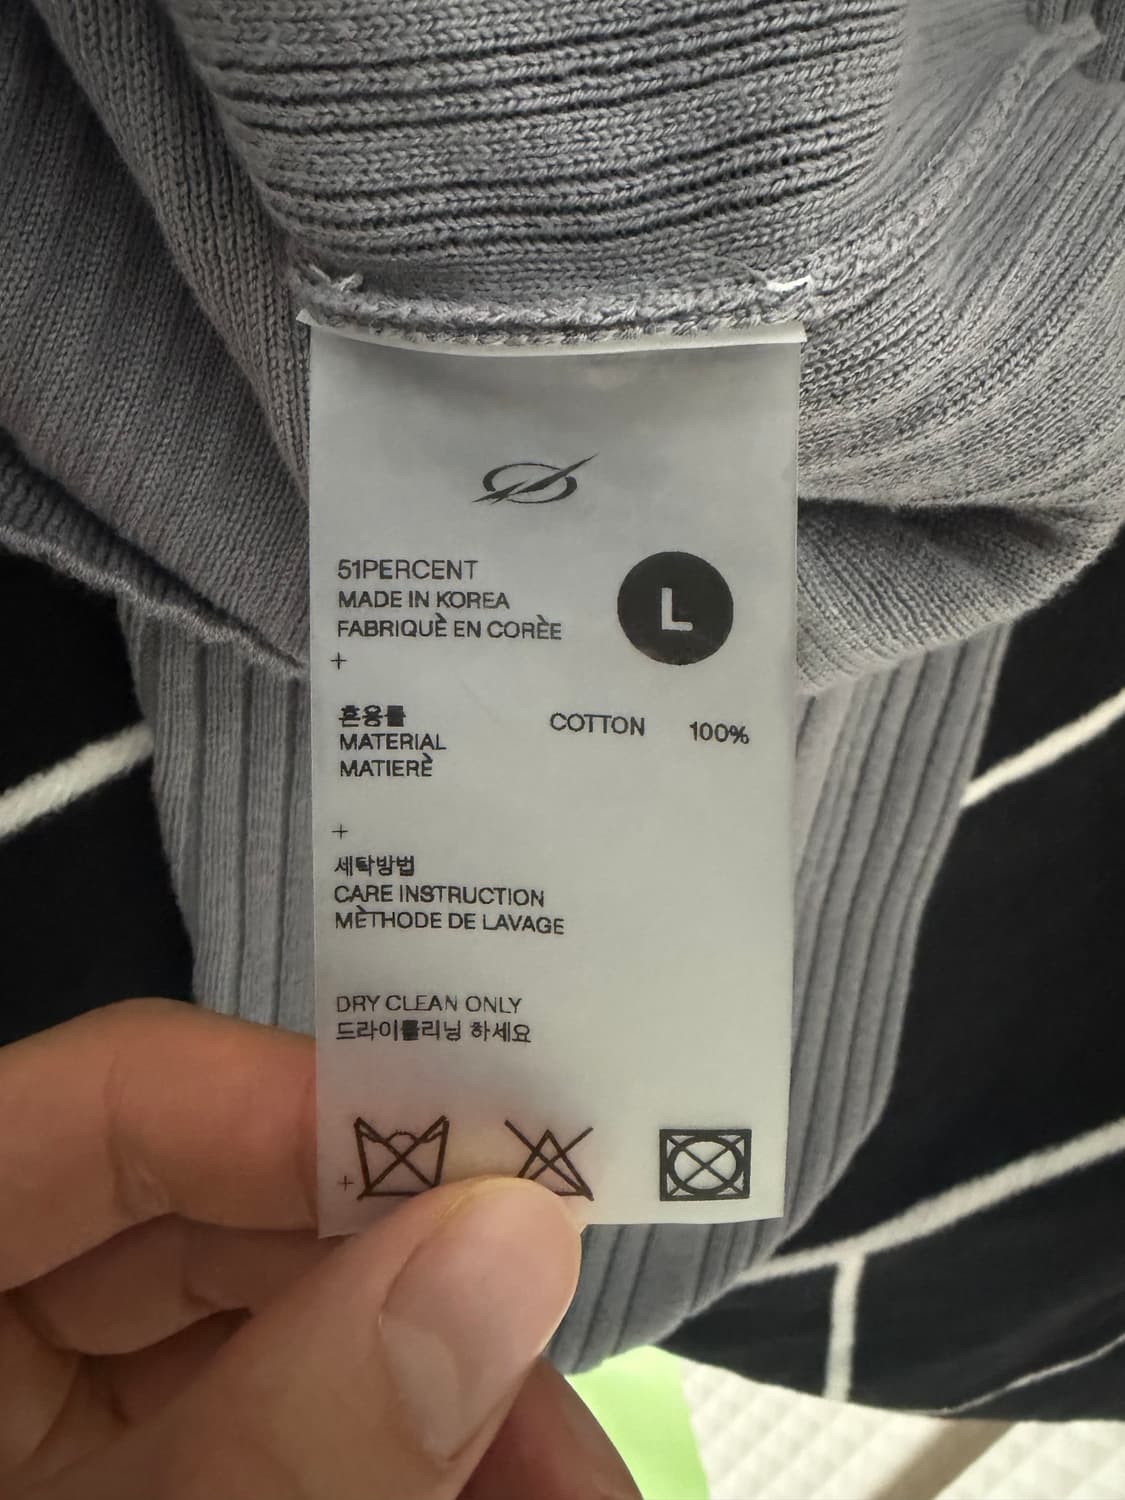 51PERCENT
MADE IN KOREA
FABRIQUÈ EN CORÈE
L
+
혼용률
MATERIAL
MATIERÈ
COTTON 100%
+
세탁방법
CARE INSTRUCTION
MÈTHODE DE LAVAGE
DRY CLEAN ONLY
드라이클리닝 하세요
+